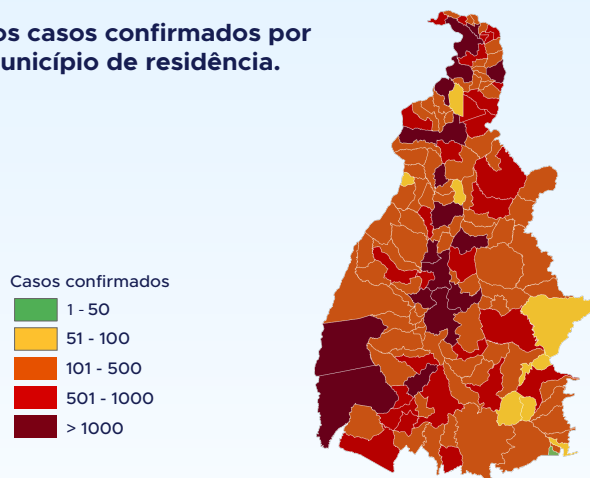 os casos confirmados por
unicípio de residência.
Casos confirmados
1 - 50
51 - 100
101 - 500
501 - 1000
> 1000